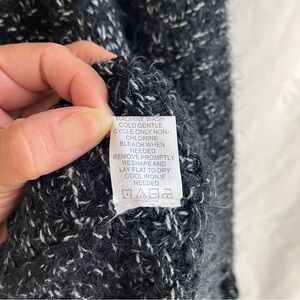 MACHINE WASH
COLD GENTLE
CYCLE ONLY NON-
CHLORINE
BLEACH WHEN
NEEDED
REMOVE PROMPTLY
RESHAPE AND
LAY FLAT TO DRY
COOL IRON IF
NEEDED